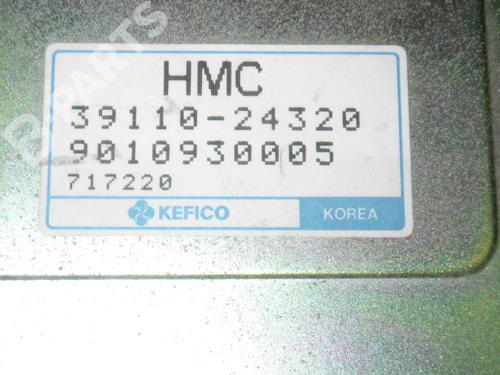 HMC
39110-24320
9010930005
717220
KEFICO KOREA
B-PARTS